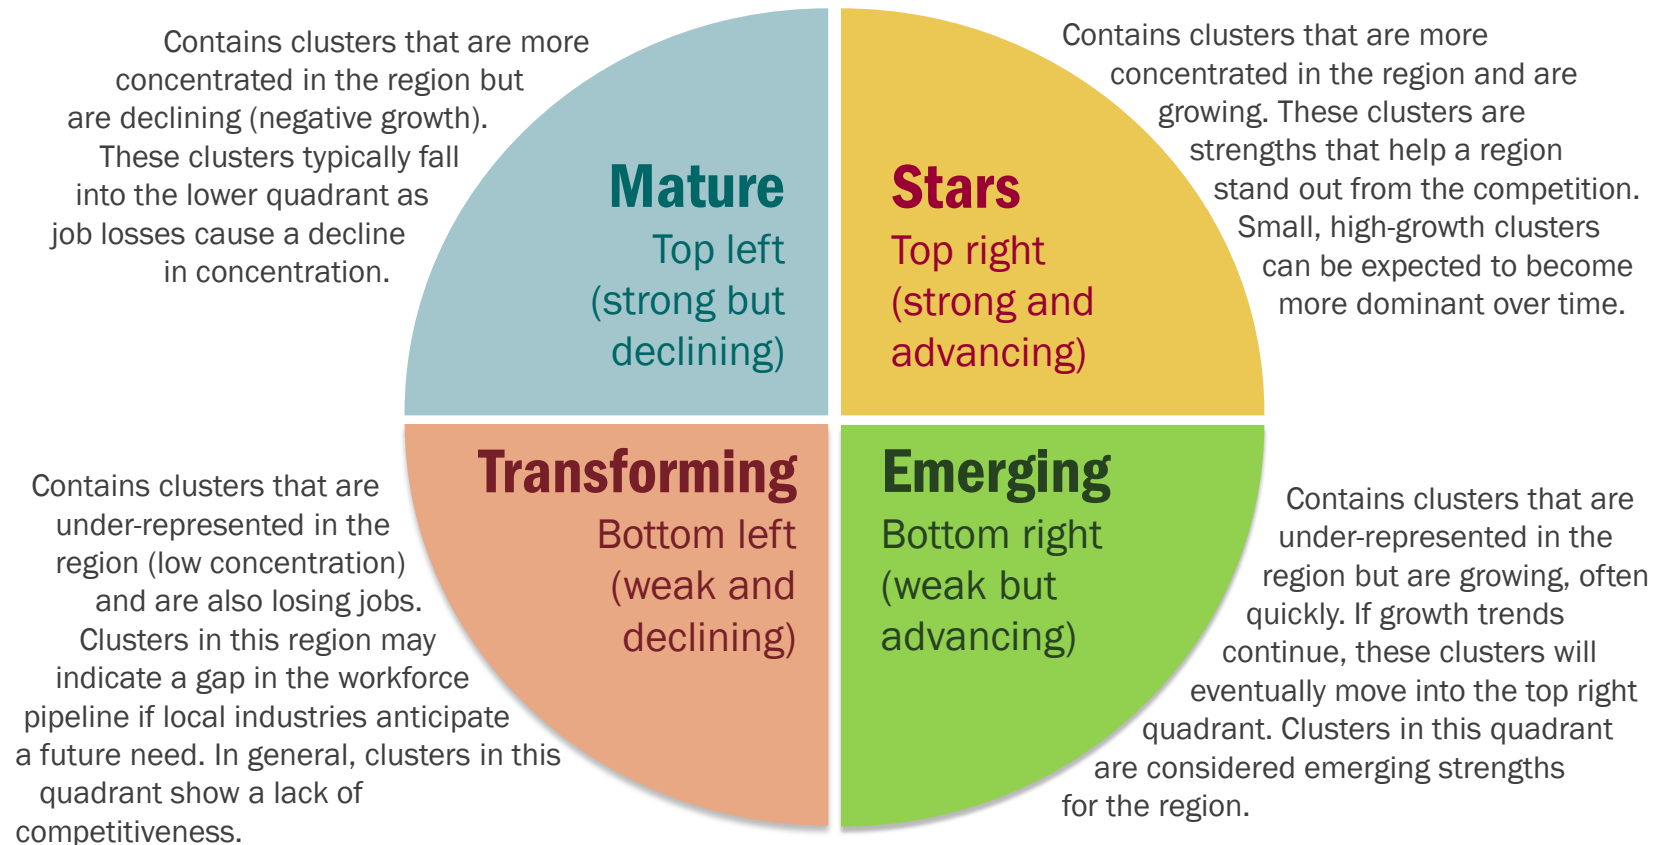 Contains clusters that are more
concentrated in the region but
are declining (negative growth).
These clusters typically fall
into the lower quadrant as
job losses cause a decline
in concentration.
Mature
Top left
(strong but
declining)
Stars
Top right
(strong and
advancing)
Contains clusters that are more
concentrated in the region and are
growing. These clusters are
strengths that help a region
stand out from the competition.
Small, high-growth clusters
can be expected to become
more dominant over time.
Contains clusters that are
under-represented in the
region (low concentration)
and are also losing jobs.
Clusters in this region may
indicate a gap in the workforce
pipeline if local industries anticipate
a future need. In general, clusters in this
quadrant show a lack of
competitiveness.
Transforming
Bottom left
(weak and
declining)
Emerging
Bottom right
(weak but
advancing)
Contains clusters that are
under-represented in the
region but are growing, often
quickly. If growth trends
continue, these clusters will
eventually move into the top right
quadrant. Clusters in this quadrant
are considered emerging strengths
for the region.